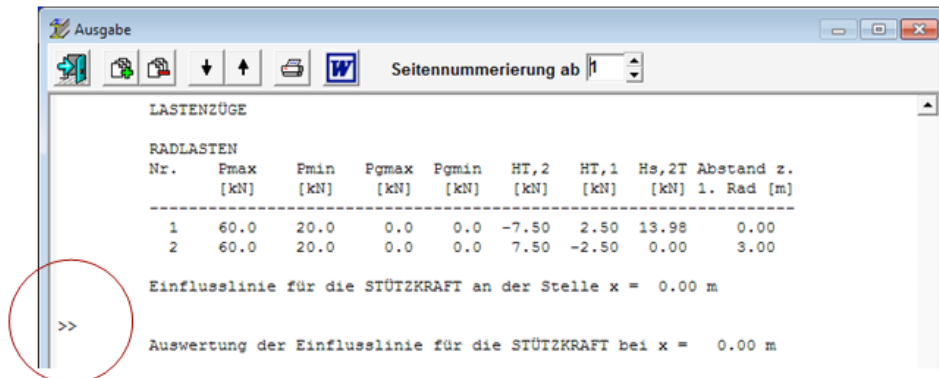 Ausgabe
W Seitennummerierung ab 1
LASTENZÜGE
RADLASTEN
Nr. Pmax Pmin Pgmax Pgmin HT,2 HT,1 Hs,2T Abstand z.
[kN] [kN] [kN] [kN] [kN] [kN] [kN] 1. Rad [m]
--------------------------------------------------------------------------------
1 60.0 20.0 0.0 0.0 -7.50 2.50 13.98 0.00
2 60.0 20.0 0.0 0.0 7.50 -2.50 0.00 3.00
Einflusslinie für die STÜTZKRAFT an der Stelle x = 0.00 m
>>
Auswertung der Einflusslinie für die STÜTZKRAFT bei x = 0.00 m